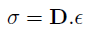 σ = D.ϵ